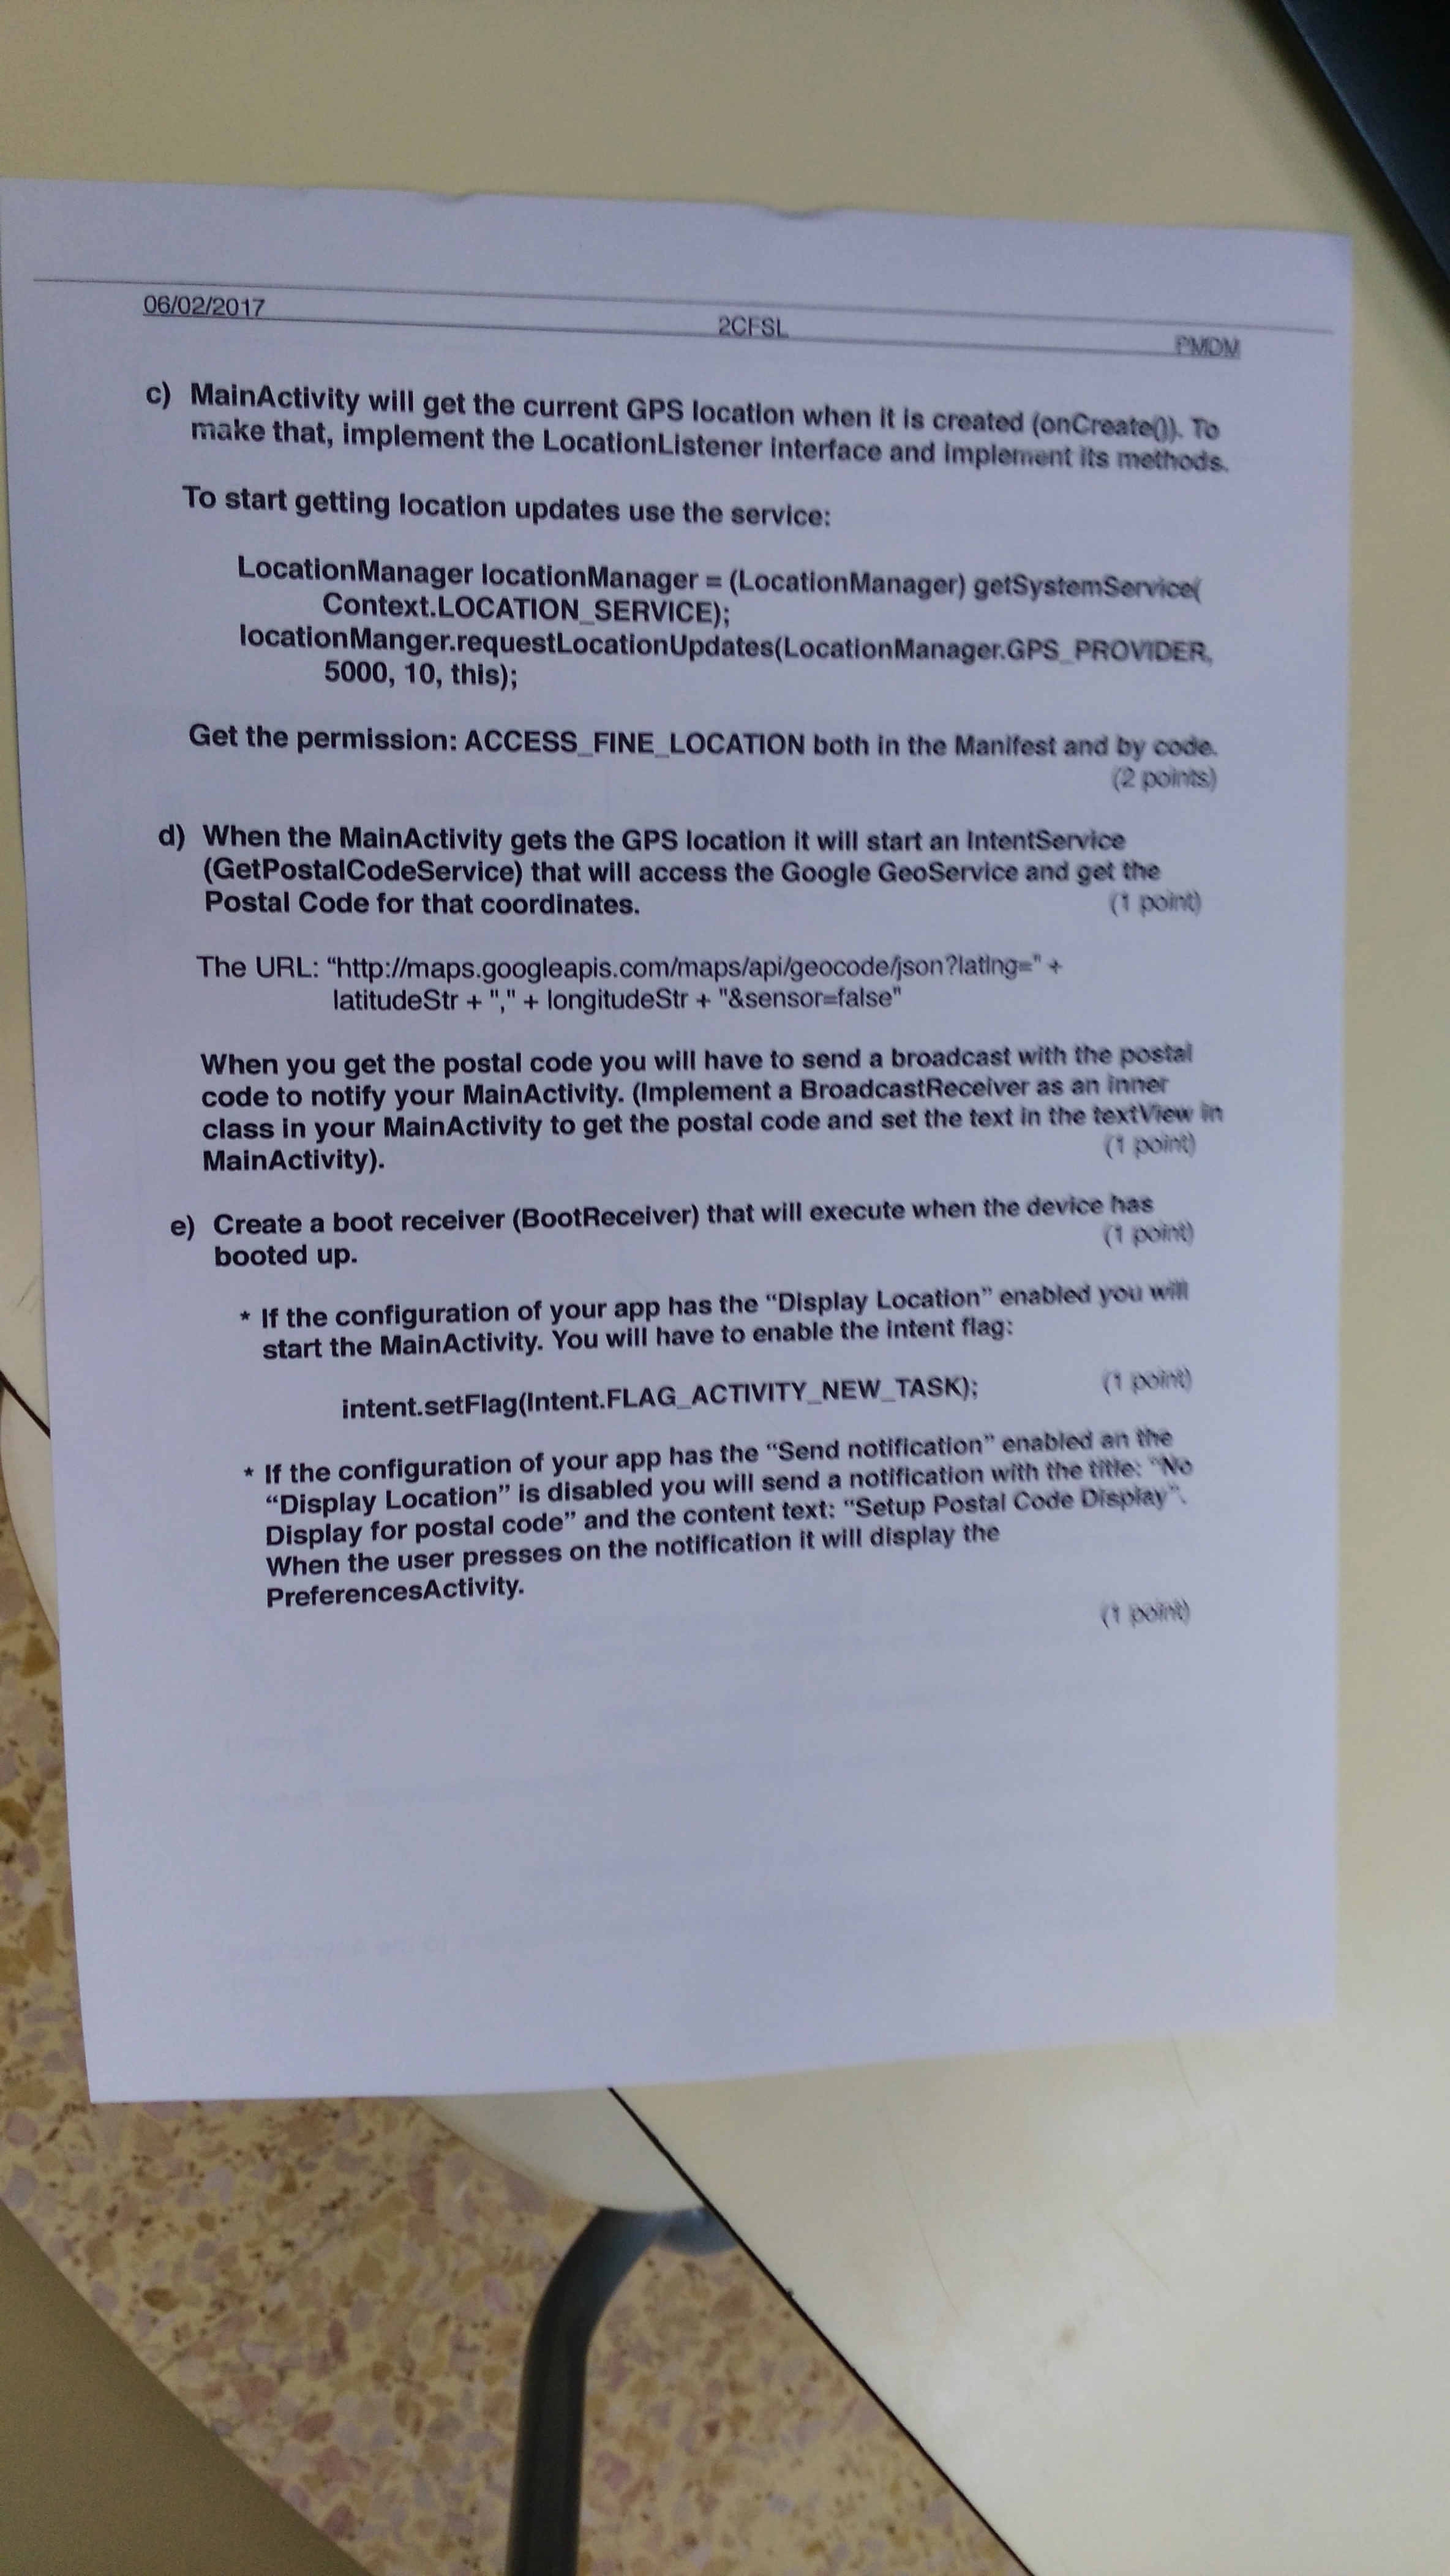 06/02/2017
2CFSL
PMDM
c) MainActivity will get the current GPS location when it is created (onCreate()). To
make that, implement the LocationListener interface and implement its methods.
To start getting location updates use the service:
LocationManager locationManager = (LocationManager) getSystemService(
Context.LOCATION_SERVICE);
locationManger.requestLocationUpdates(LocationManager.GPS_PROVIDER,
5000, 10, this);
Get the permission: ACCESS_FINE_LOCATION both in the Manifest and by code.
(2 points)
d) When the MainActivity gets the GPS location it will start an IntentService
(GetPostalCodeService) that will access the Google GeoService and get the
Postal Code for that coordinates. (1 point)
The URL: “http://maps.googleapis.com/maps/api/geocode/json?latlng=" +
latitudeStr + "," + longitudeStr + "&sensor=false"
When you get the postal code you will have to send a broadcast with the postal
code to notify your MainActivity. (Implement a BroadcastReceiver as an inner
class in your MainActivity to get the postal code and set the text in the textView in
MainActivity). (1 point)
e) Create a boot receiver (BootReceiver) that will execute when the device has
booted up. (1 point)
* If the configuration of your app has the “Display Location” enabled you will
start the MainActivity. You will have to enable the intent flag:
intent.setFlag(Intent.FLAG_ACTIVITY_NEW_TASK); (1 point)
* If the configuration of your app has the “Send notification” enabled an the
“Display Location” is disabled you will send a notification with the title: “No
Display for postal code” and the content text: “Setup Postal Code Display”.
When the user presses on the notification it will display the
PreferencesActivity.
(1 point)